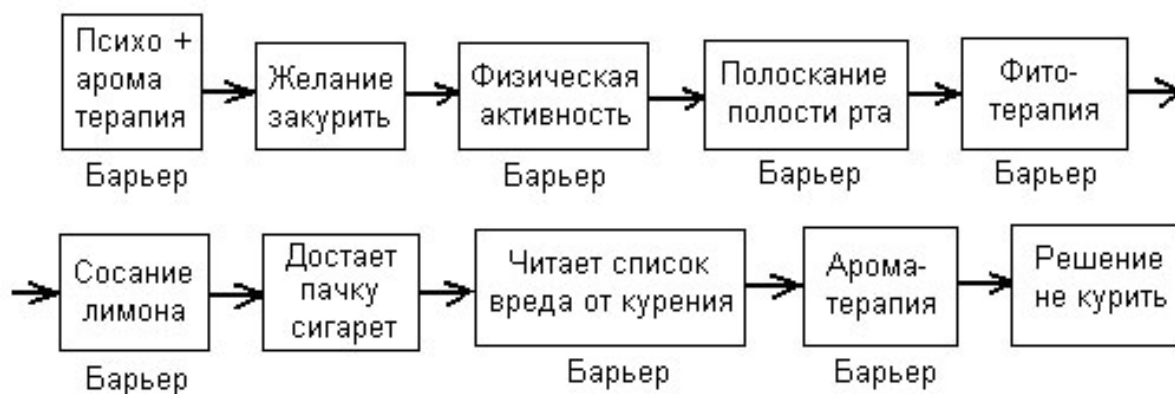 Психо +
арома
терапия
Барьер
Желание
закурить
Физическая
активность
Барьер
Полоскание
полости рта
Барьер
Фито-
терапия
Барьер
Сосание
лимона
Барьер
Достает
пачку
сигарет
Читает список
вреда от курения
Барьер
Арома-
терапия
Барьер
Решение
не курить